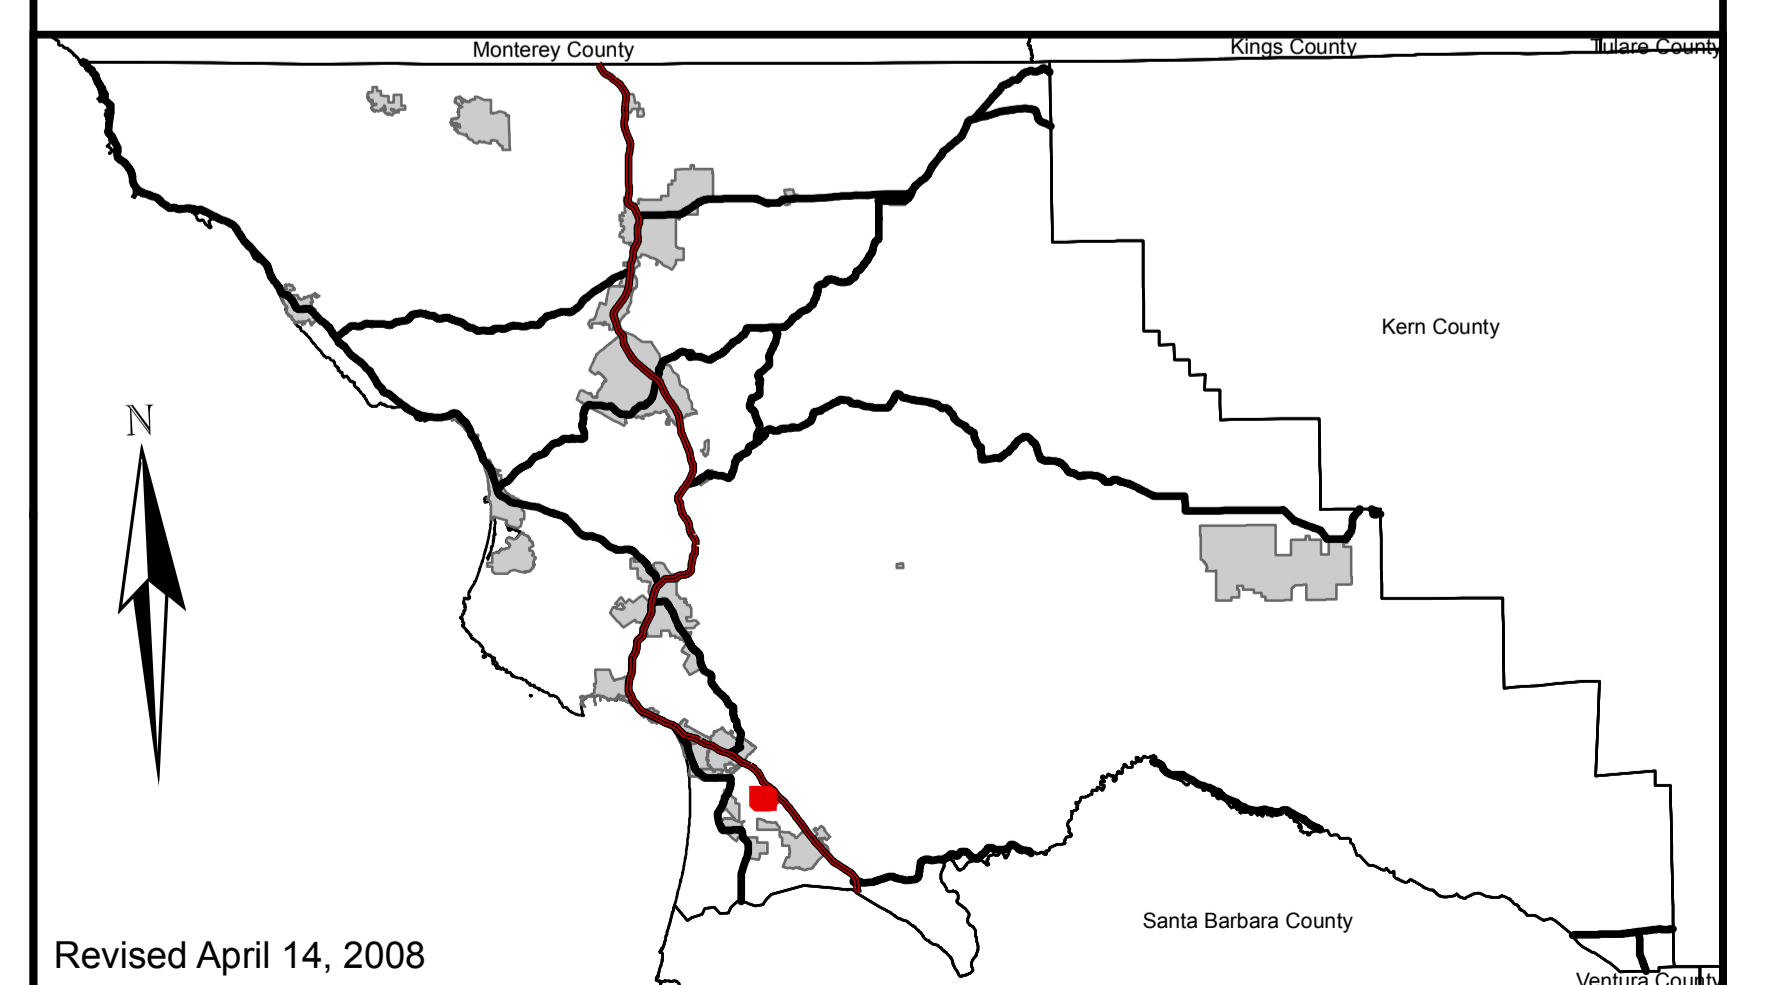 Monterey County
Kings County
Tulare County
Kern County
N
Santa Barbara County
Revised April 14, 2008
Ventura County